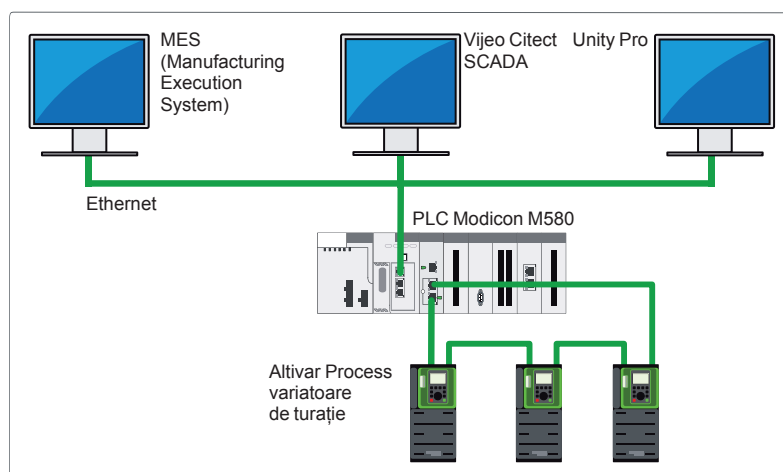 MES
(Manufacturing
Execution
System)
Vijeo Citect
SCADA
Unity Pro
Ethernet
PLC Modicon M580
Altivar Process
variatoare
de turație